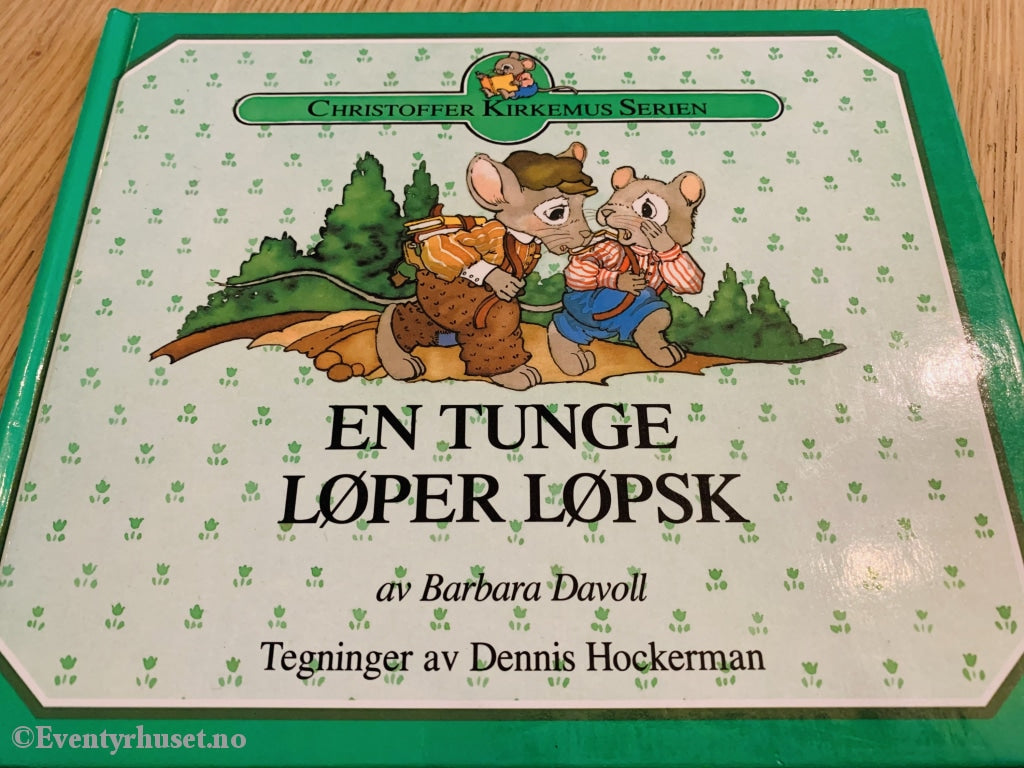 CHRISTOFFER KIRKEMUS SERIEN
EN TUNGE
LØPER LØPSK
av Barbara Davoll
Tegninger av Dennis Hockerman
©Eventyrhuset.no